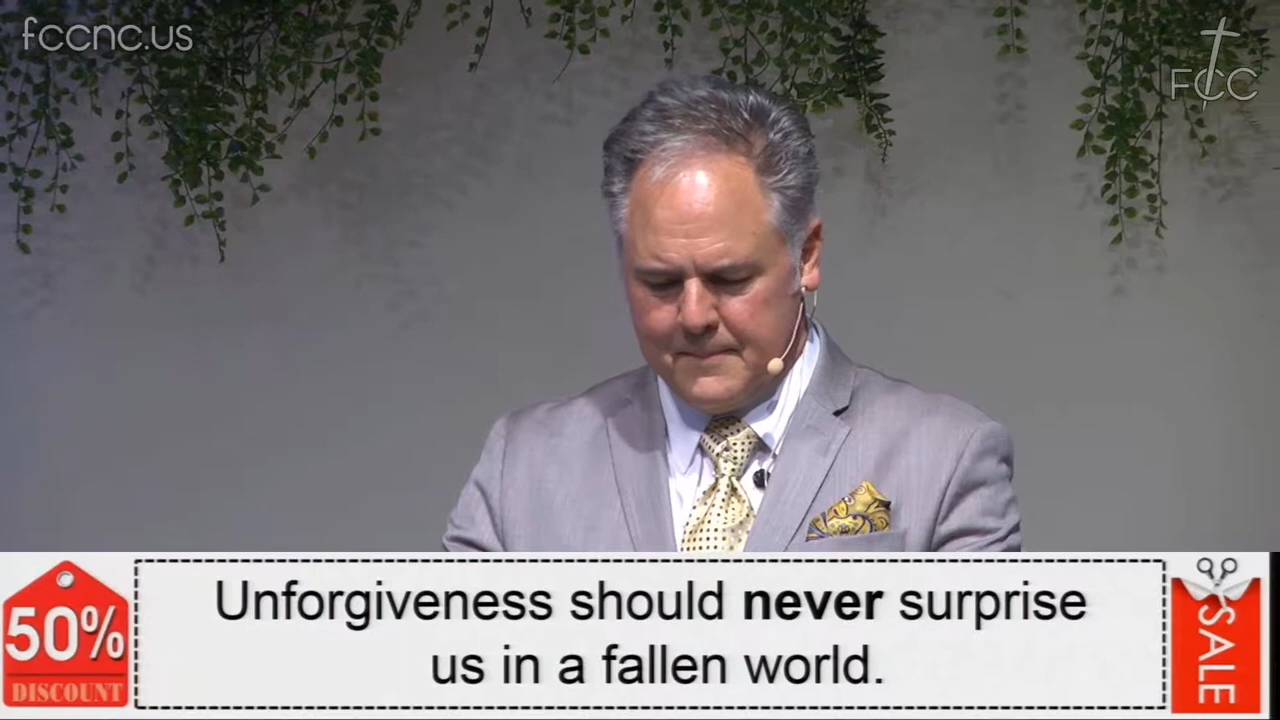 fccnc.us
FCC
Unforgiveness should never surprise
us in a fallen world.
50%
DISCOUNT
SALE